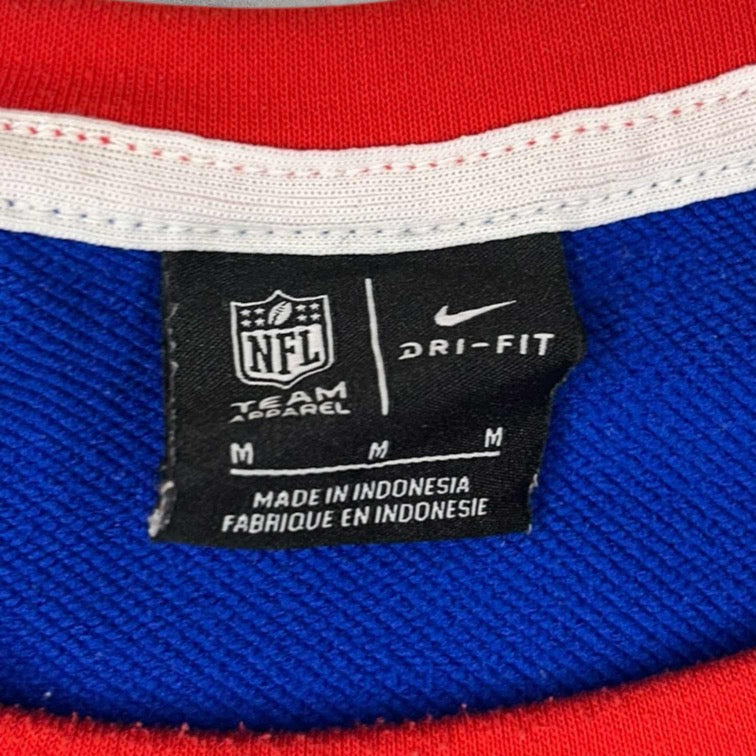 NFL
TEAM
APPAREL
DRI-FIT
M M M
MADE IN INDONESIA
FABRIQUE EN INDONESIE